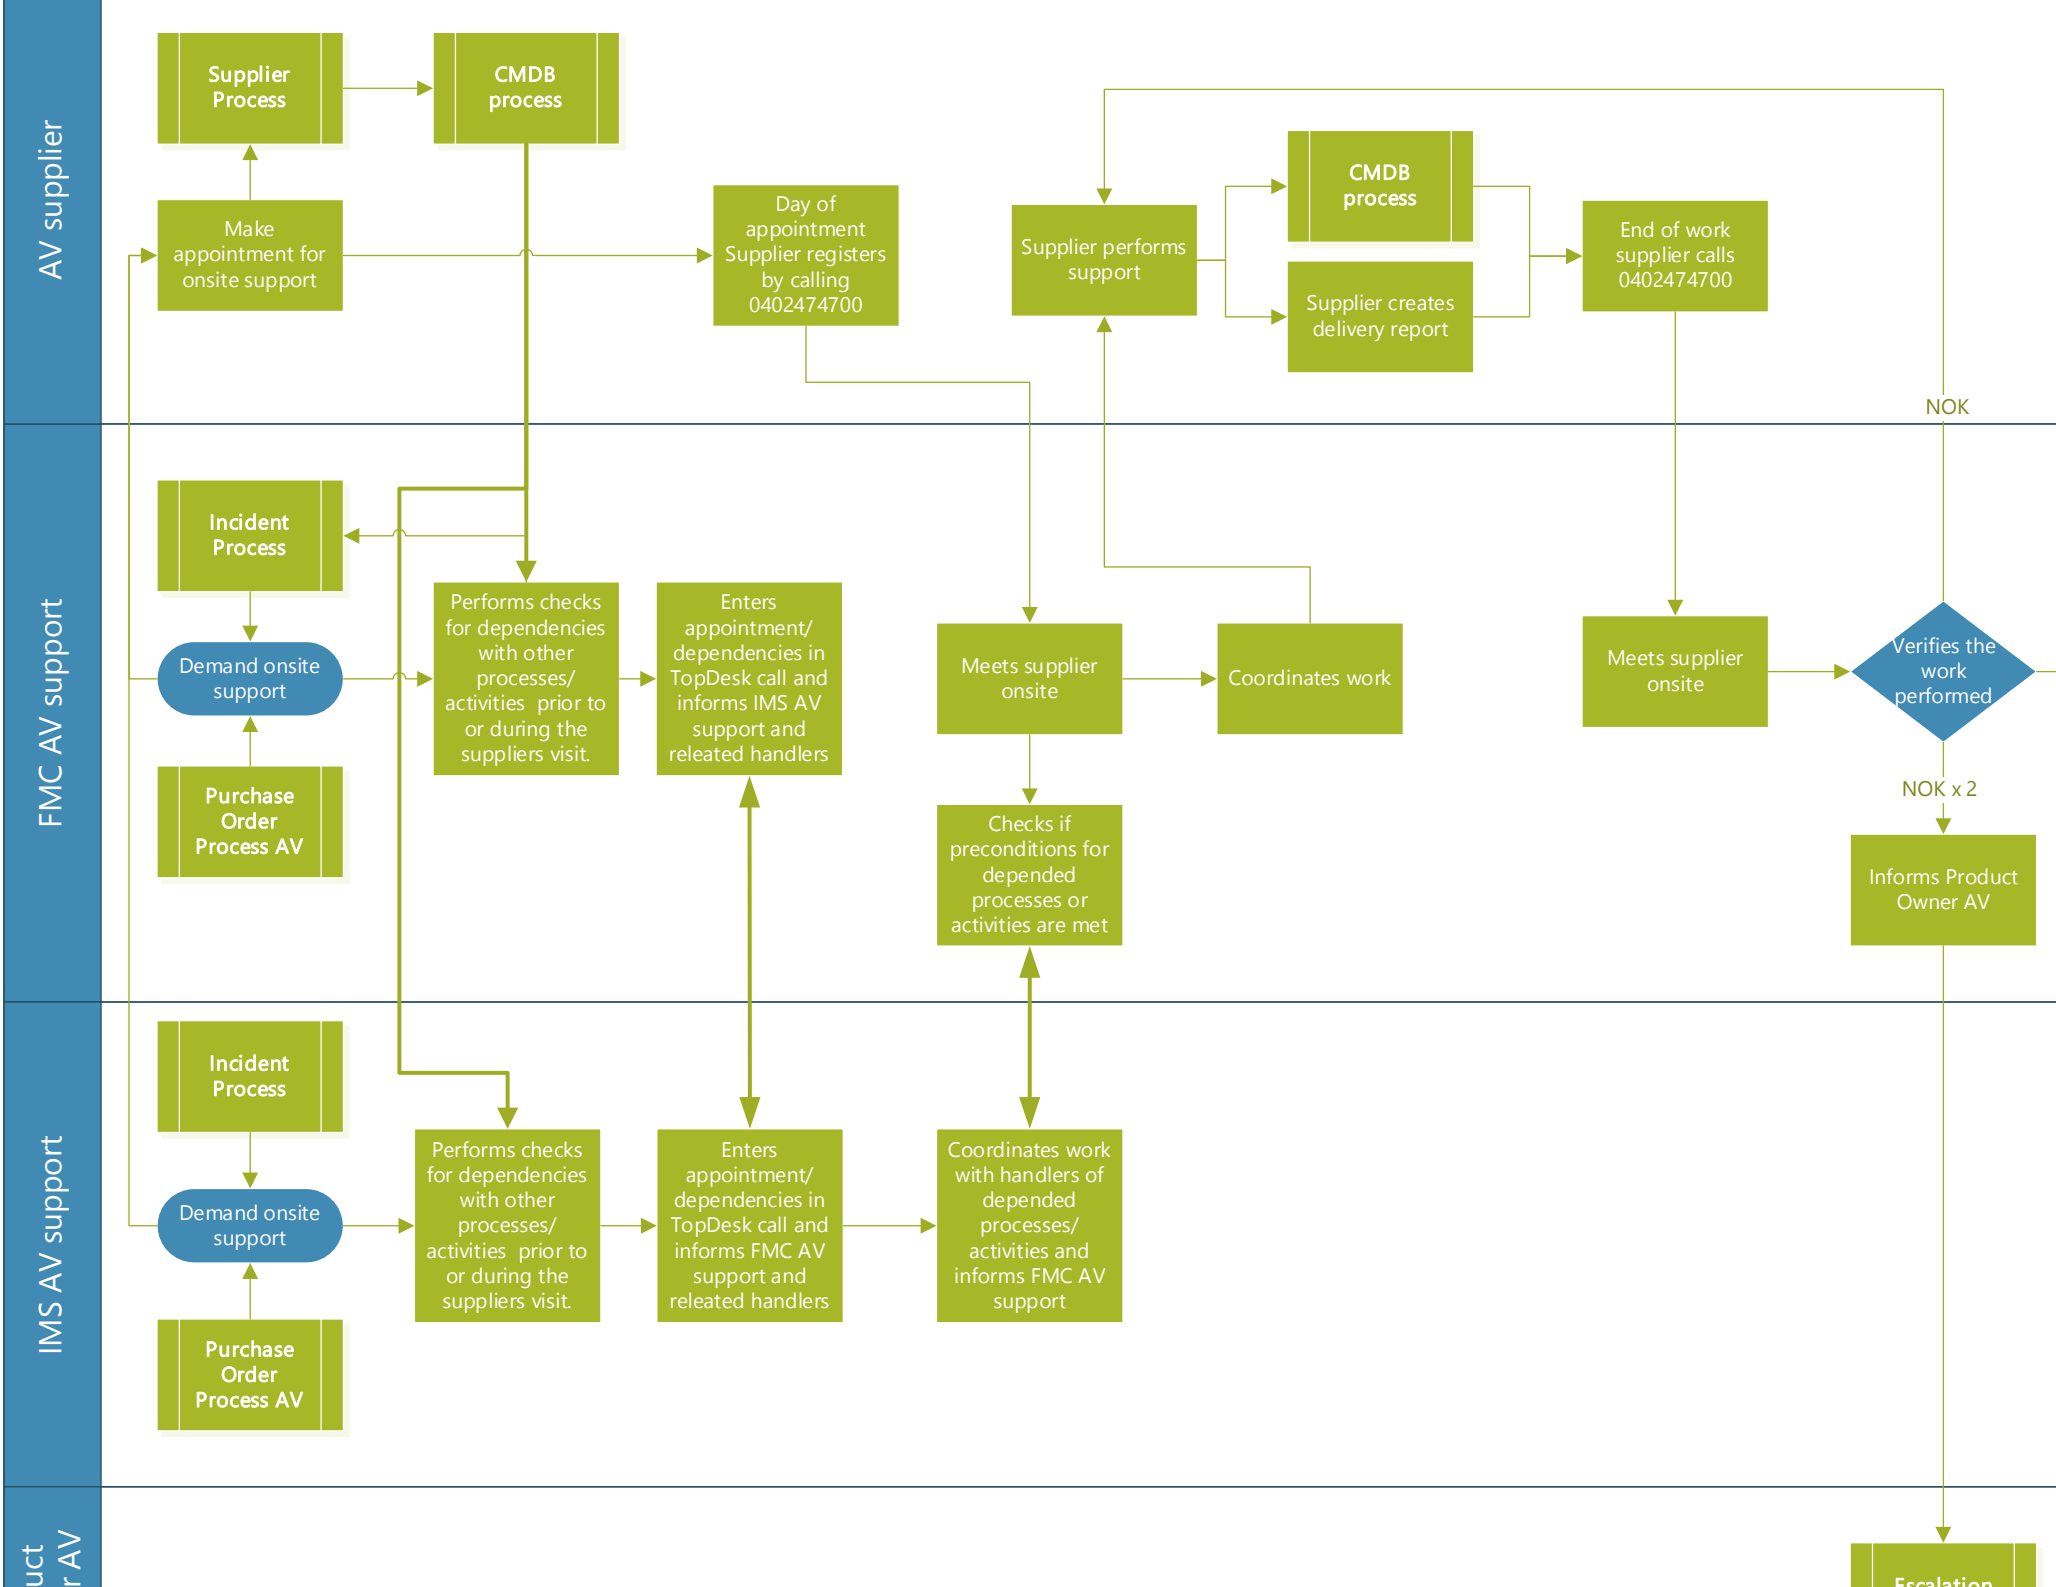 AV supplier
Supplier
Process
CMDB
process
Make
appointment for
onsite support
Day of
appointment
Supplier registers
by calling
0402474700
Supplier performs
support
CMDB
process
Supplier creates
delivery report
End of work
supplier calls
0402474700
NOK
FMC AV support
Incident
Process
Demand onsite
support
Purchase
Order
Process AV
Performs checks
for dependencies
with other
processes/
activities  prior to
or during the
suppliers visit.
Enters
appointment/
dependencies in
TopDesk call and
informs IMS AV
support and
releated handlers
Meets supplier
onsite
Coordinates work
Checks if
preconditions for
depended
processes or
activities are met
Meets supplier
onsite
Verifies the
work
performed
NOK x 2
Informs Product
Owner AV
IMS AV support
Incident
Process
Demand onsite
support
Purchase
Order
Process AV
Performs checks
for dependencies
with other
processes/
activities  prior to
or during the
suppliers visit.
Enters
appointment/
dependencies in
TopDesk call and
informs FMC AV
support and
releated handlers
Coordinates work
with handlers of
depended
processes/
activities and
informs FMC AV
support
uct
r AV
Escalation